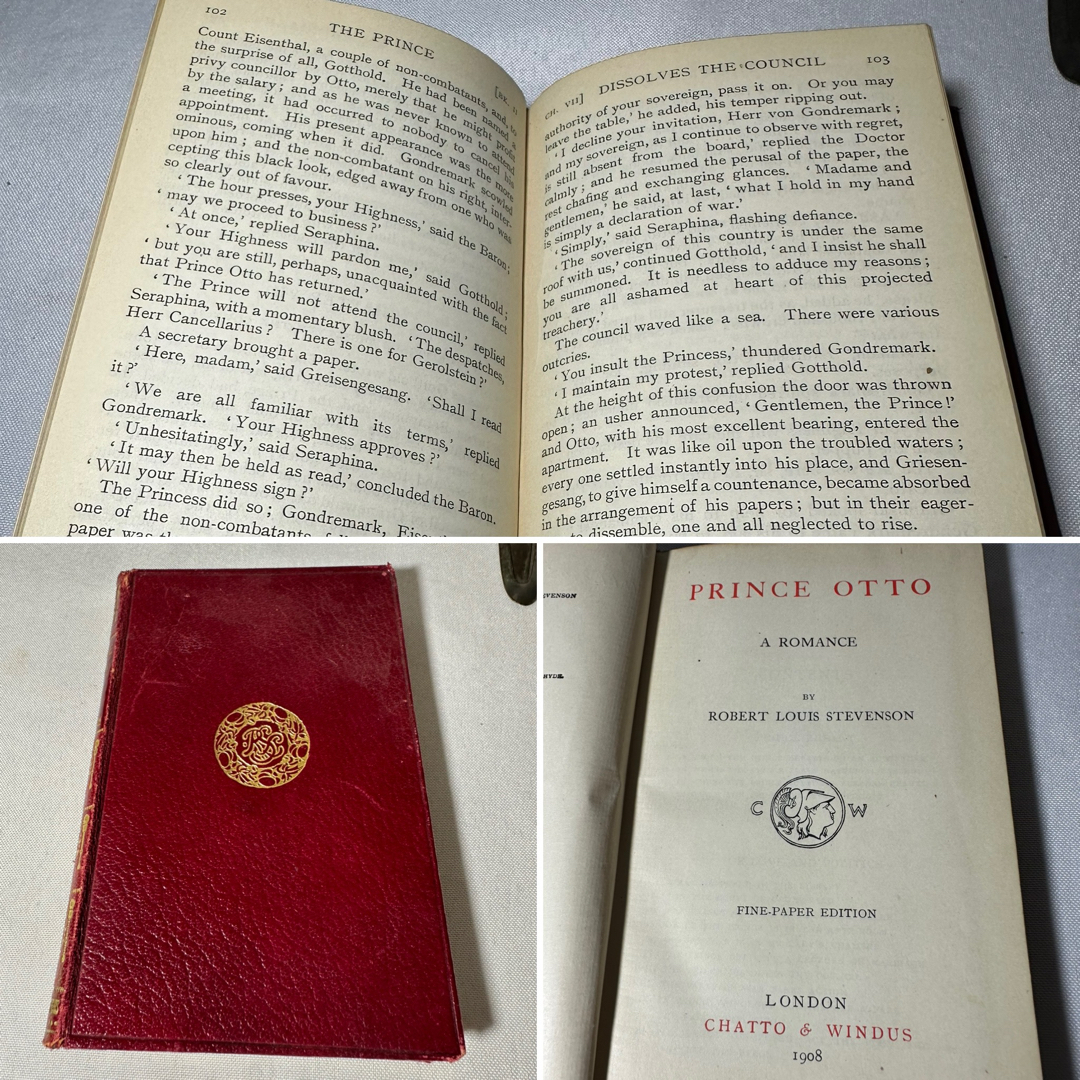 102
THE PRINCE
[BK. II
Count Eisenthal, a couple of non-combatants, and, to
the surprise of all, Gotthold. He had been named a
privy councillor by Otto, merely that he might profit
by the salary; and as he was never known to attend
a meeting, it had occurred to nobody to cancel his
appointment. His present appearance was the more
ominous, coming when it did. Gondremark scowled
upon him; and the non-combatant on his right, inter-
cepting this black look, edged away from one who was
so clearly out of favour.
‘The hour presses, your Highness,’ said the Baron;
‘may we proceed to business?’
‘At once,’ replied Seraphina.
‘Your Highness will pardon me,’ said Gotthold;
‘but you are still, perhaps, unacquainted with the fact
that Prince Otto has returned.’
‘The Prince will not attend the council,’ replied
Seraphina, with a momentary blush. ‘The despatches,
Herr Cancellarius? There is one for Gerolstein?’
A secretary brought a paper.
‘Here, madam,’ said Greisengesang. ‘Shall I read
it?’
‘We are all familiar with its terms,’ replied
Gondremark. ‘Your Highness approves?’
‘Unhesitatingly,’ said Seraphina.
‘It may then be held as read,’ concluded the Baron.
‘Will your Highness sign?’
The Princess did so; Gondremark,
one of the non-combatants
paper was
CH. VII] DISSOLVES THE COUNCIL 103
authority of your sovereign, pass it on. Or you may
leave the table,’ he added, his temper ripping out.
‘I decline your invitation, Herr von Gondremark;
and my sovereign, as I continue to observe with regret,
is still absent from the board,’ replied the Doctor
calmly; and he resumed the perusal of the paper, the
rest chafing and exchanging glances. ‘Madame and
gentlemen,’ he said, at last, ‘what I hold in my hand
is simply a declaration of war.’
‘Simply,’ said Seraphina, flashing defiance.
‘The sovereign of this country is under the same
roof with us,’ continued Gotthold, ‘and I insist he shall
be summoned. It is needless to adduce my reasons;
you are all ashamed at heart of this projected
treachery.’
The council waved like a sea. There were various
outcries.
‘You insult the Princess,’ thundered Gondremark.
‘I maintain my protest,’ replied Gotthold.
At the height of this confusion the door was thrown
open; an usher announced, ‘Gentlemen, the Prince!’
and Otto, with his most excellent bearing, entered the
apartment. It was like oil upon the troubled waters;
every one settled instantly into his place, and Griesen-
gesang, to give himself a countenance, became absorbed
in the arrangement of his papers; but in their eager-
to dissemble, one and all neglected to rise.
RLS
EVENSON
HYDE.
PRINCE OTTO
A ROMANCE
BY
ROBERT LOUIS STEVENSON
C W
FINE-PAPER EDITION
LONDON
CHATTO & WINDUS
1908